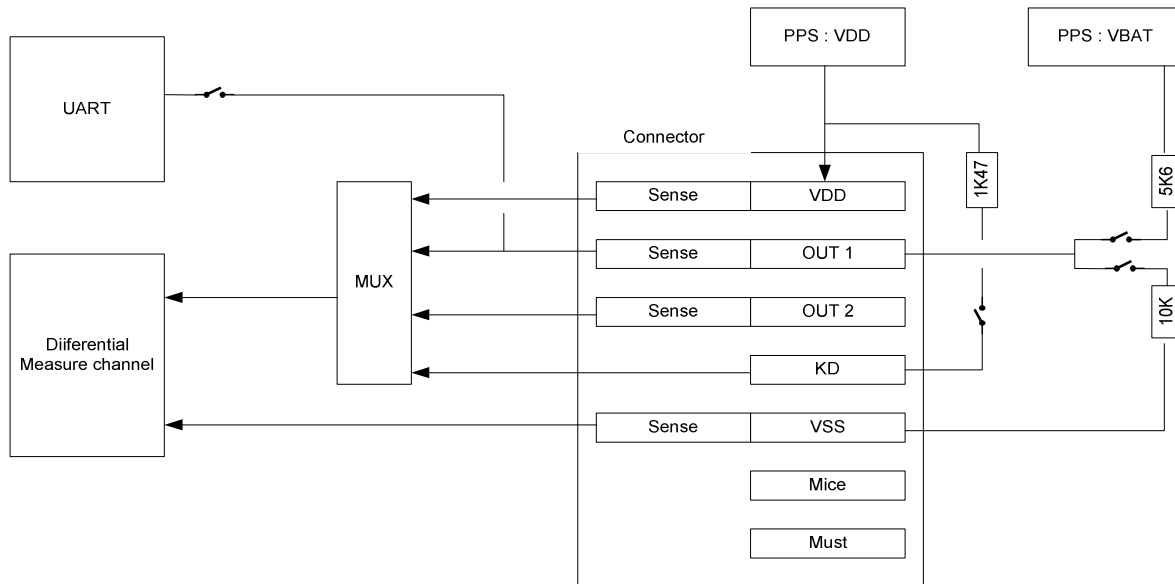 PPS : VDD
PPS : VBAT
UART
Connector
1K47
5K6
Sense
VDD
Sense
OUT 1
MUX
Sense
OUT 2
10K
Diiferential
Measure channel
KD
Sense
VSS
Mice
Must